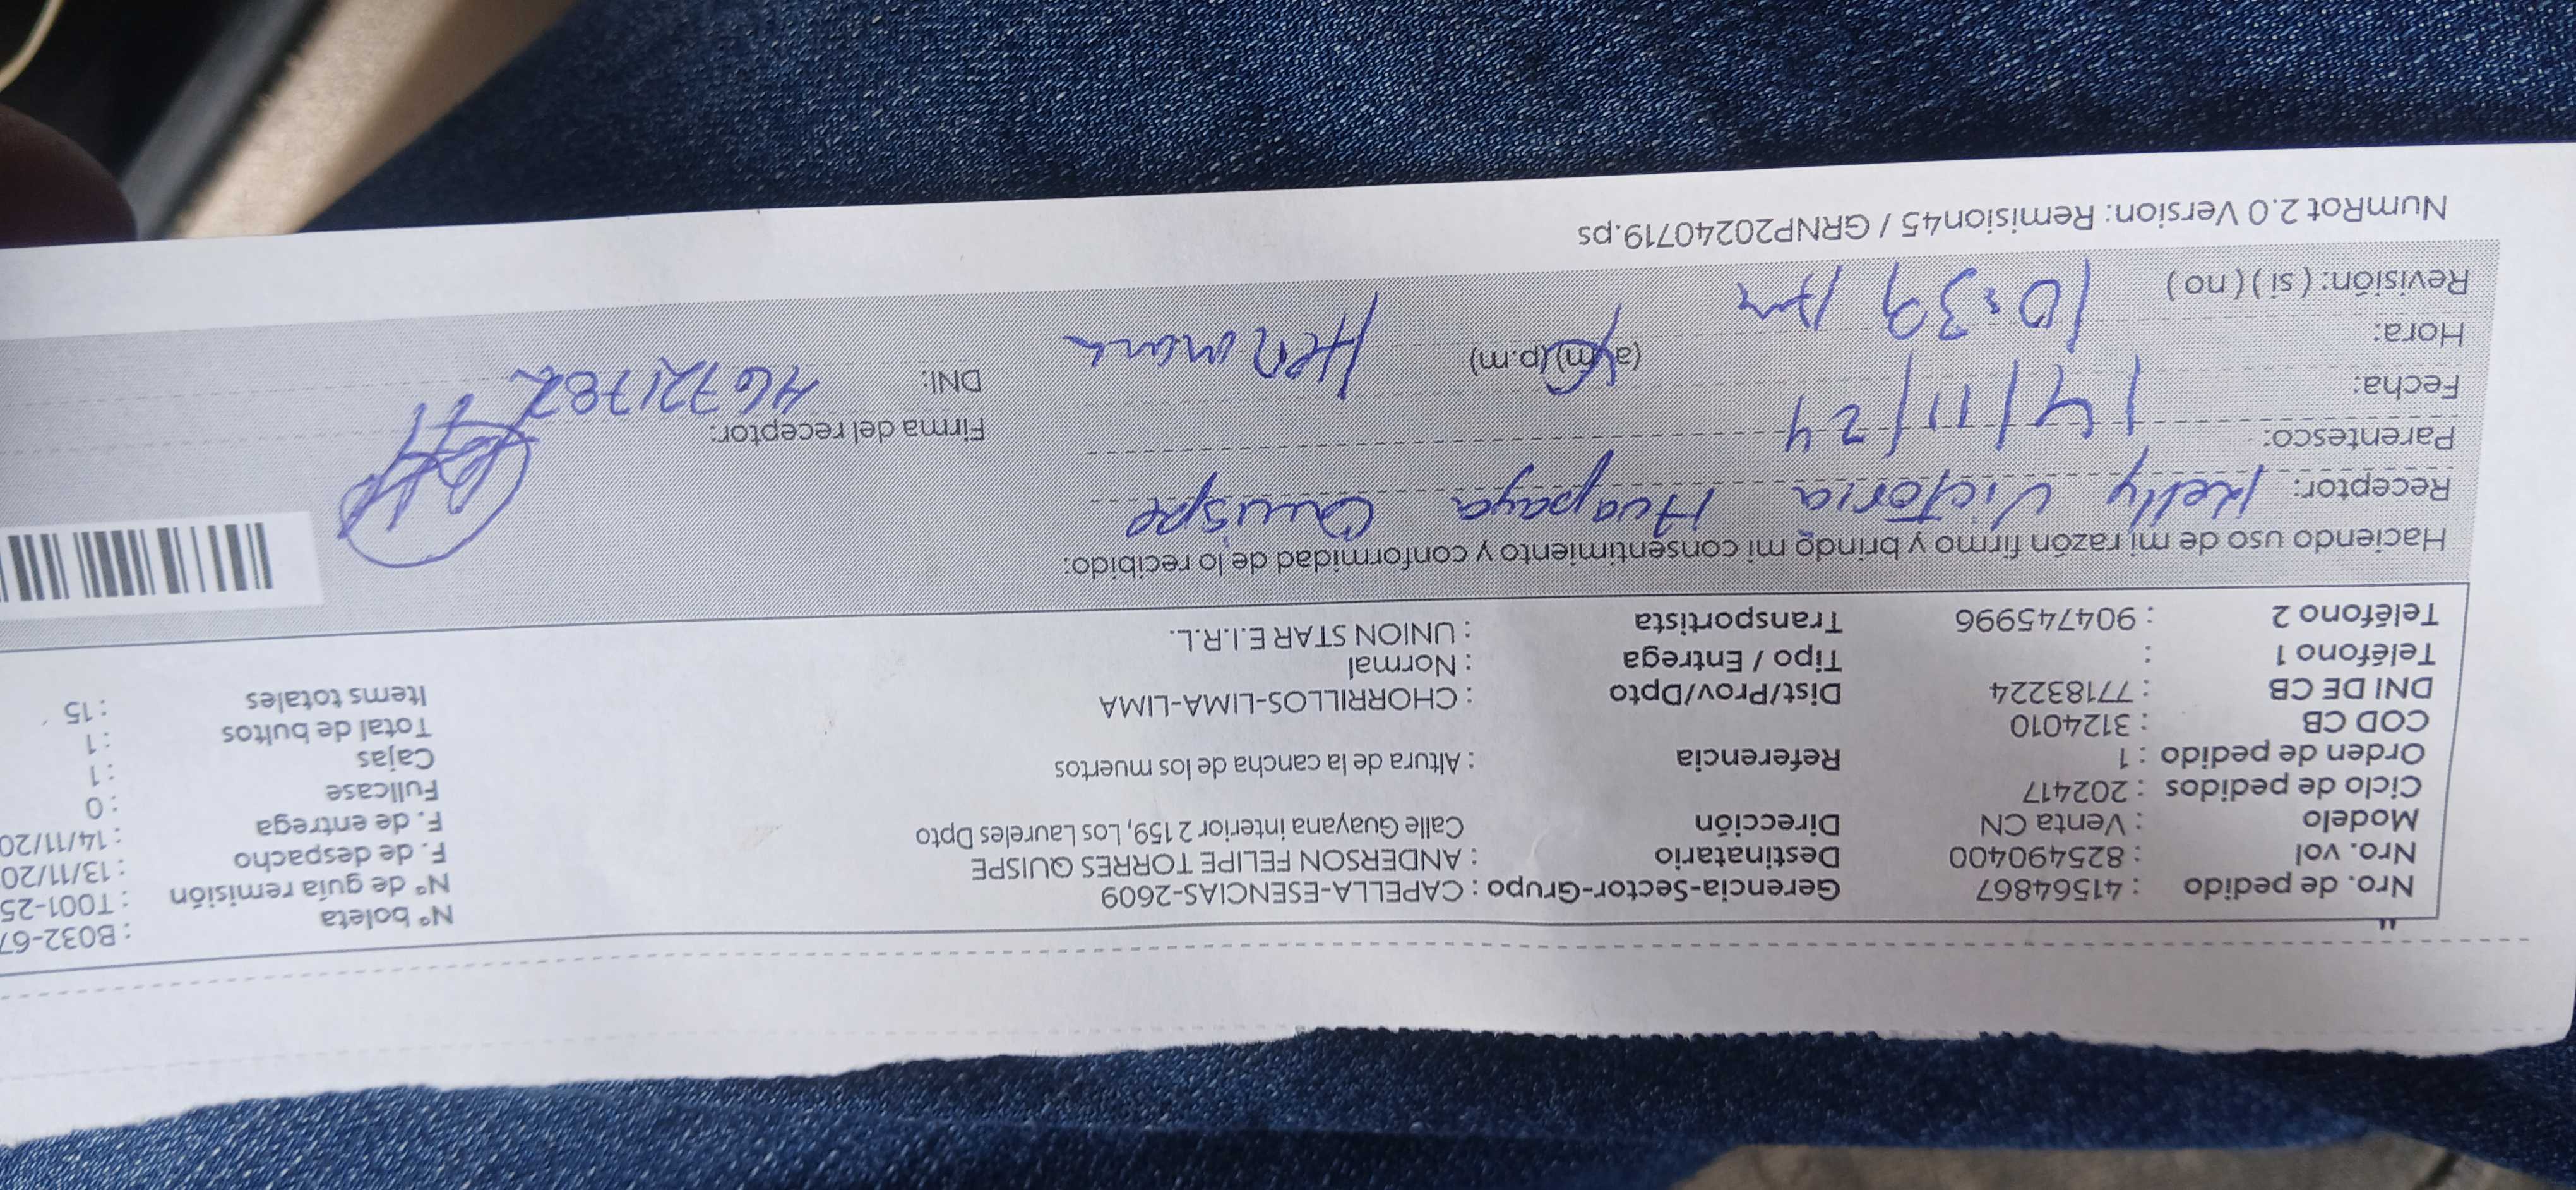 Nro. de pedido : 41564867 Gerencia-Sector-Grupo : CAPELLA-ESENCIAS-2609 N° boleta : B032-67
Nro. vol : 825490400 Destinatario : ANDERSON FELIPE TORRES QUISPE N° de guía remisión : T001-25
Modelo : Venta CN Dirección Calle Guayana interior 2 159, Los Laureles Dpto F. de despacho : 13/11/20
Ciclo de pedidos : 202417 F. de entrega : 14/11/20
Orden de pedido : 1 Referencia : Altura de la cancha de los muertos Fullcase : 0
COD CB : 3124010 Cajas : 1
DNI DE CB : 77183224 Dist/Prov/Dpto : CHORRILLOS-LIMA-LIMA Total de bultos : 1
Teléfono 1 : Tipo / Entrega : Normal Items totales : 15
Teléfono 2 : 904745996 Transportista : UNION STAR E.I.R.L.
Haciendo uso de mi razón firmo y brindo mi consentimiento y conformidad de lo recibido:
Receptor: Kelly Victoria Huapaya Quispe
Parentesco: Firma del receptor:
Fecha: 14/11/24 DNI: 46721782
Hora: 10:39 (a.m) (p.m) Hermana
Revisión: ( si ) ( no )
NumRot 2.0 Version: Remision45 / GRNP20240719.ps